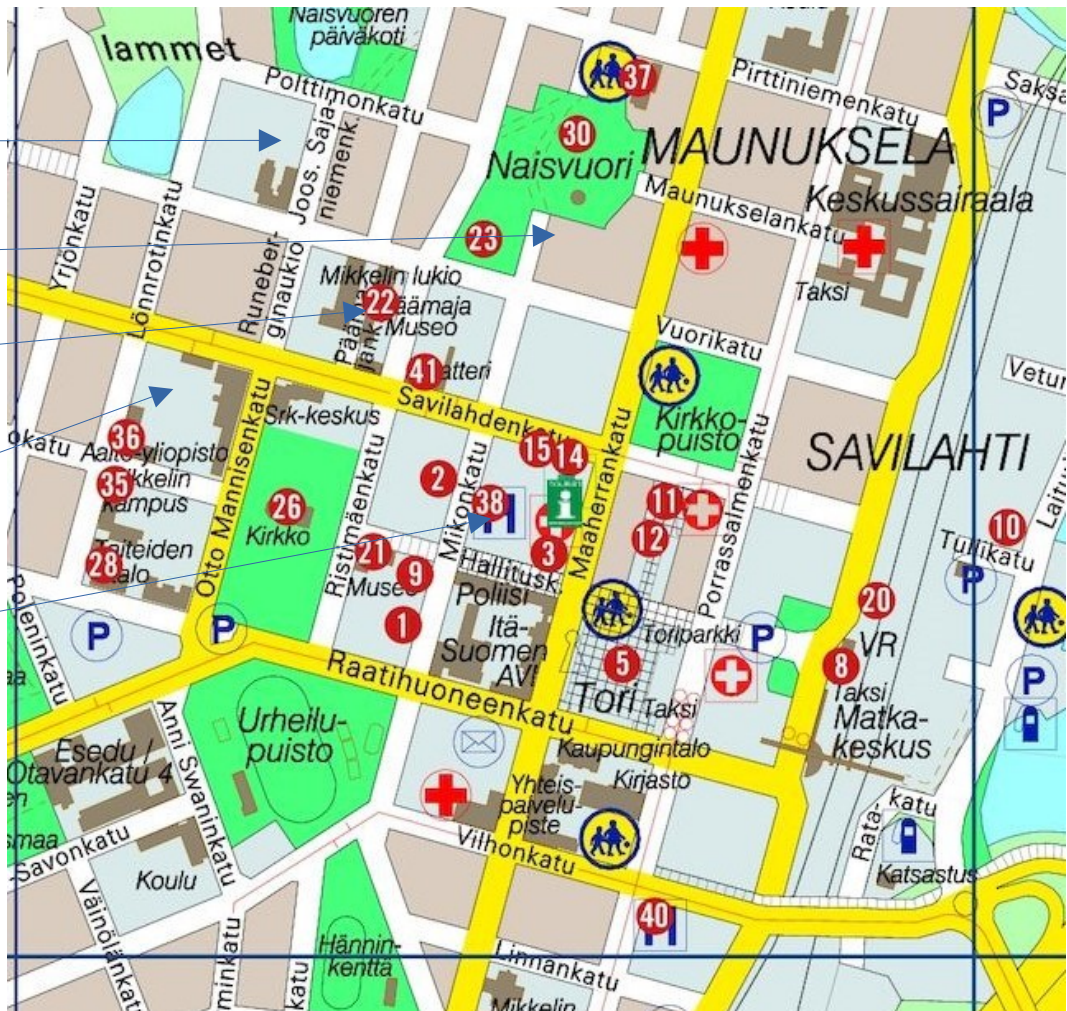 Naisvuoren
päiväkoti
lammet
Polttimonkatu
Joos. Saja-
niemenk.
37
Pirttiniemenkatu
P
30
Naisvuori
MAUNUKSELA
Maunukselankatu
Keskussairaala
Taksi
23
Yrjönkatu
Lönnrotinkatu
Runeber-
ginaukio
Mikkelin lukio
22
Museo
Vuorikatu
41
Savilahdenkatu
Srk-keskus
Kirkko-
puisto
SAVILAHTI
36
Aalto-yliopisto
35
Mikkelin
kampus
28
Taiteiden
talo
Otto Mannisenkatu
26
Kirkko
Ristimäenkatu
2
Mikonkatu
38
H
15
14
i
3
Hallitusk.
Maaherrankatu
11
12
Porrassalmenkatu
10
Tullikatu
P
21
Museo
9
1
Poliisi
Itä-
Suomen
AVI
Raatihuoneenkatu
P
P
5
Tori
Toriparkki
P
Taksi
20
VR
8
Taksi
Matka-
keskus
P
Urheilu-
puisto
Anni Swaninkatu
Esedu /
Otavankatu 4
Savonkatu
Koulu
Väinölänkatu
Kaupungintalo
Kirjasto
Yhteis-
palvelu-
piste
Vilhonkatu
Rata-
katu
Katsastus
40
H
Linnankatu
Hännin-
kenttä
minkatu
katu
Mikkelin